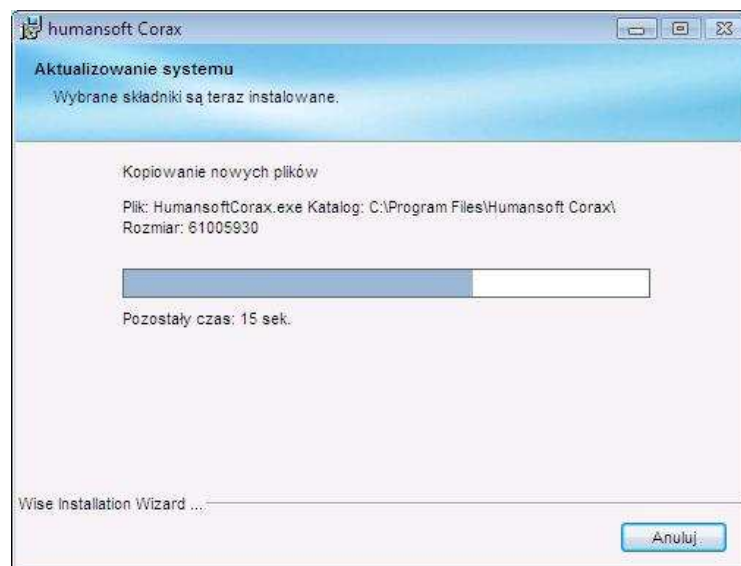 humansoft Corax
Aktualizowanie systemu
Wybrane składniki są teraz instalowane.
Kopiowanie nowych plików
Plik: HumansoftCorax.exe Katalog: C:\Program Files\Humansoft Corax\
Rozmiar: 61005930
Pozostały czas: 15 sek.
Wise Installation Wizard ...
Anuluj